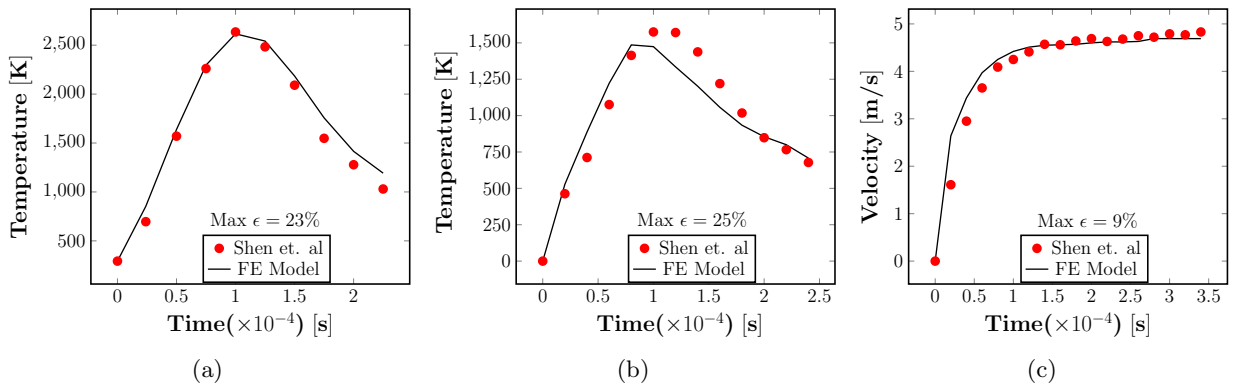 2,500
2,000
1,500
1,000
500
0 0.5 1 1.5 2
Temperature [K]
Time(×10⁻⁴) [s]
Max ϵ = 23%
Shen et. al
FE Model
(a)
1,500
1,250
1,000
750
500
250
0
0 0.5 1 1.5 2 2.5
Temperature [K]
Time(×10⁻⁴) [s]
Max ϵ = 25%
Shen et. al
FE Model
(b)
5
4
3
2
1
0
0 0.5 1 1.5 2 2.5 3 3.5
Velocity [m/s]
Time(×10⁻⁴) [s]
Max ϵ = 9%
Shen et. al
FE Model
(c)